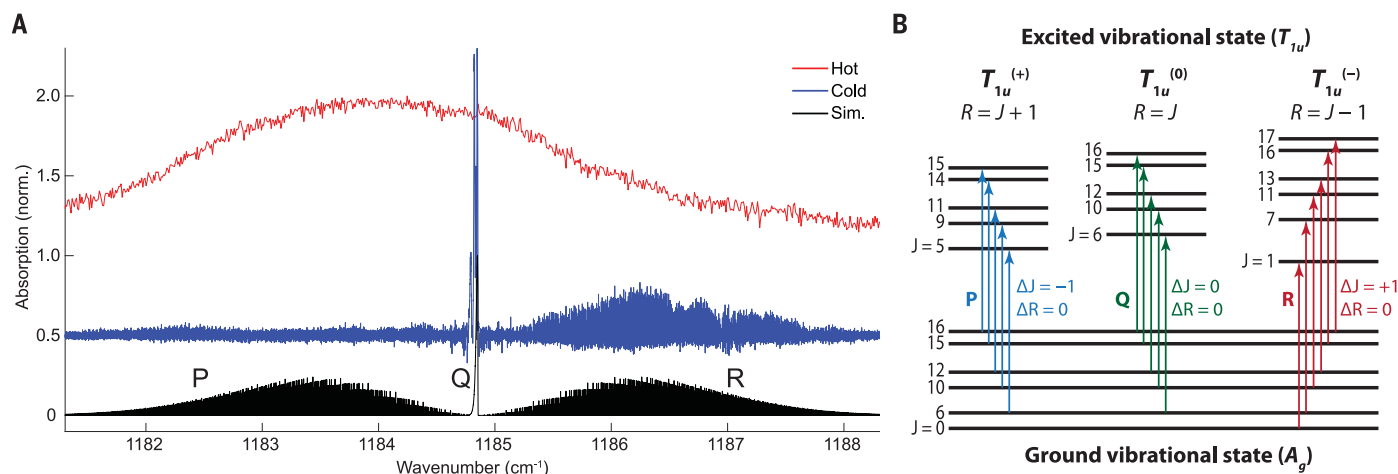 A
Hot
Cold
Sim.
2.0
1.5
1.0
0.5
0
Absorption (norm.)
P
Q
R
1182 1183 1184 1185 1186 1187 1188
Wavenumber (cm⁻¹)
B
Excited vibrational state (T1u)
T1u(+) T1u(0) T1u(−)
R = J + 1 R = J R = J − 1
15
14
11
9
J = 5
16
15
12
10
J = 6
17
16
13
11
7
J = 1
P ΔJ = −1
ΔR = 0
Q ΔJ = 0
ΔR = 0
R ΔJ = +1
ΔR = 0
16
15
12
10
6
J = 0
Ground vibrational state (Ag)